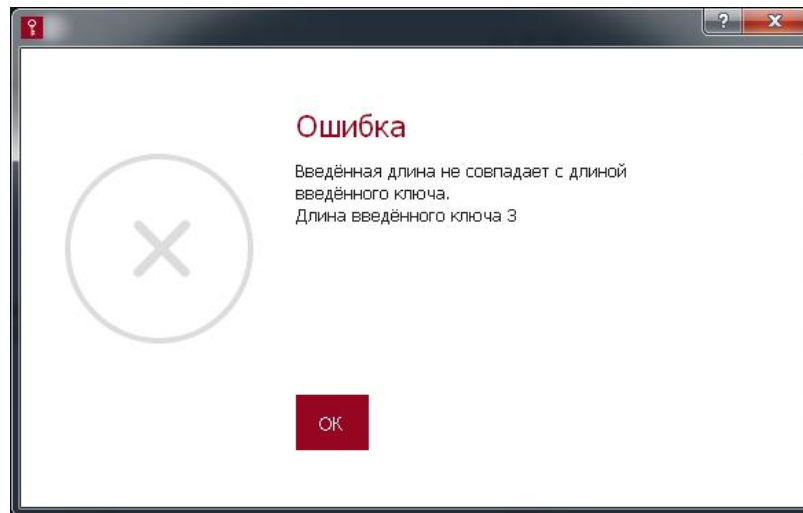 ?
x
Ошибка
Введённая длина не совпадает с длиной
введённого ключа.
Длина введённого ключа 3
ОК